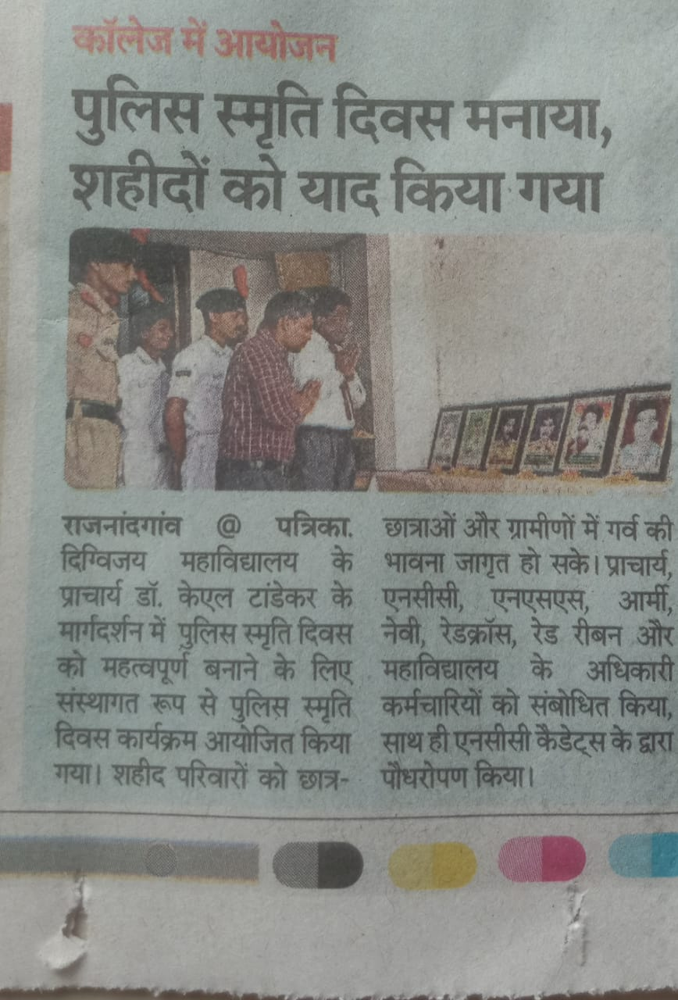 कॉलेज में आयोजन
पुलिस स्मृति दिवस मनाया,
शहीदों को याद किया गया
राजनांदगांव @ पत्रिका.
दिग्विजय महाविद्यालय के
प्राचार्य डॉ. केएल टांडेकर के
मार्गदर्शन में पुलिस स्मृति दिवस
को महत्वपूर्ण बनाने के लिए
संस्थागत रूप से पुलिस स्मृति
दिवस कार्यक्रम आयोजित किया
गया। शहीद परिवारों को छात्र-
छात्राओं और ग्रामीणों में गर्व की
भावना जागृत हो सके। प्राचार्य,
एनसीसी, एनएसएस, आर्मी,
नेवी, रेडक्रॉस, रेड रीबन और
महाविद्यालय के अधिकारी
कर्मचारियों को संबोधित किया,
साथ ही एनसीसी कैडेट्स के द्वारा
पौधरोपण किया।